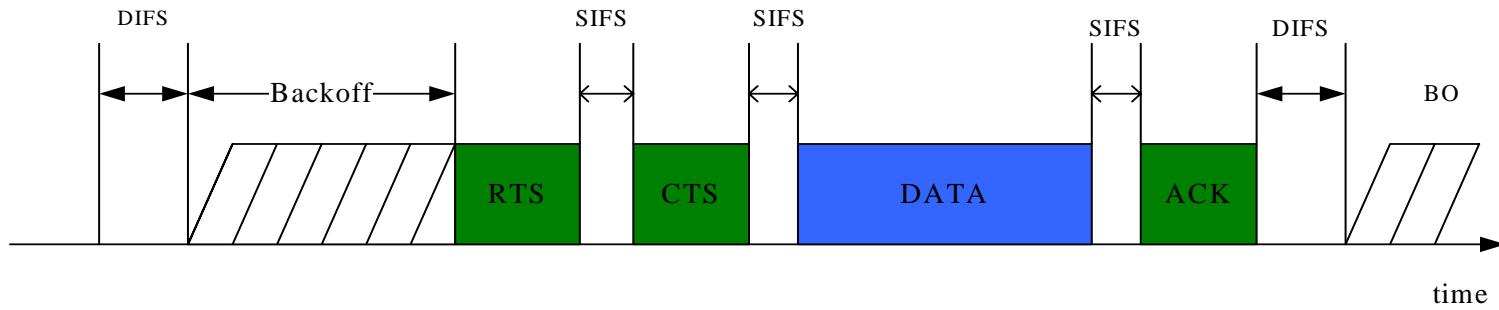 DIFS
SIFS
SIFS
SIFS
DIFS
Backoff
BO
RTS
CTS
DATA
ACK
time